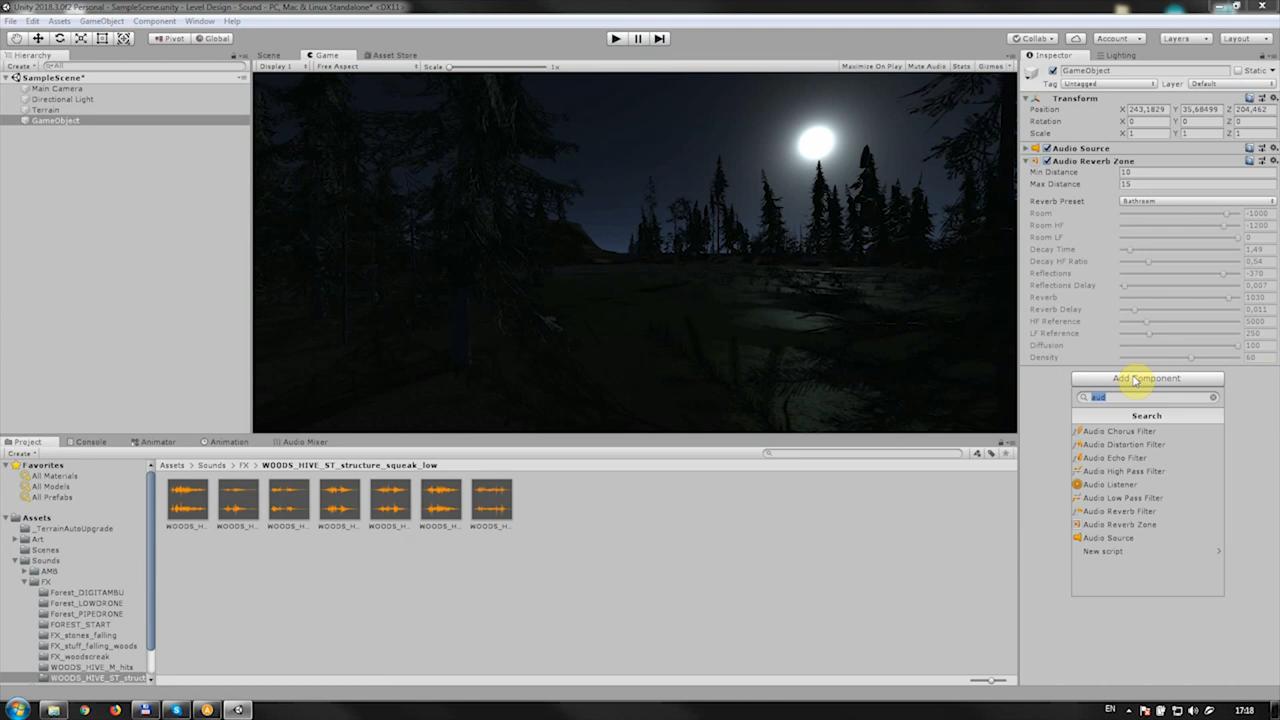 Unity 2018.3.0f2 Personal - SampleScene.unity - Level Design - Sound - PC, Mac & Linux Standalone* <DX11>
File Edit Assets GameObject Component Window Help
Pivot Global Collab Account Layers Layout
Hierarchy
Create All
SampleScene*
Main Camera
Directional Light
Terrain
GameObject
Scene Game Asset Store
Display 1 Free Aspect Scale 1x Maximize On Play Mute Audio Stats Gizmos
Inspector Lighting
GameObject Static
Tag Untagged Layer Default
Transform
Position X 243,1829 Y 35,68499 Z 204,462
Rotation X 0 Y 0 Z 0
Scale X 1 Y 1 Z 1
Audio Source
Audio Reverb Zone
Min Distance 10
Max Distance 15
Reverb Preset Bathroom
Room -1000
Room HF -1200
Room LF 0
Decay Time 1,49
Decay HF Ratio 0,54
Reflections -370
Reflections Delay 0,007
Reverb 1030
Reverb Delay 0,011
HF Reference 5000
LF Reference 250
Diffusion 100
Density 60
Add Component
aud
Search
Audio Chorus Filter
Audio Distortion Filter
Audio Echo Filter
Audio High Pass Filter
Audio Listener
Audio Low Pass Filter
Audio Reverb Filter
Audio Reverb Zone
Audio Source
New script
Project Console Animator Animation Audio Mixer
Create
Favorites
All Materials
All Models
All Prefabs
Assets
_TerrainAutoUpgrade
Art
Scenes
Sounds
AMB
FX
Forest_DIGITAMBU
Forest_LOWDRONE
Forest_PIPEDRONE
FOREST_START
FX_stones_falling
FX_stuff_falling_woods
FX_woodscreak
WOODS_HIVE_M_hits
WOODS_HIVE_ST_struct
Assets Sounds FX WOODS_HIVE_ST_structure_squeak_low
WOODS_H... WOODS_H... WOODS_H... WOODS_H... WOODS_H... WOODS_H... WOODS_H...
EN 17:18